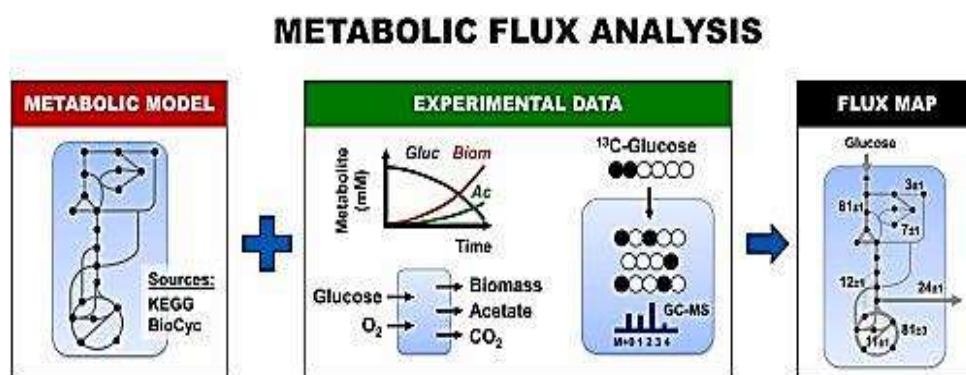 METABOLIC FLUX ANALYSIS
METABOLIC MODEL
Sources:
KEGG
BioCyc
EXPERIMENTAL DATA
Metabolite
(mM)
Gluc
Biom
Ac
Time
Glucose
O₂
Biomass
Acetate
CO₂
¹³C-Glucose
GC-MS
M+0 1 2 3 4
FLUX MAP
Glucose
3±1
81±1
7±1
12±1
24±1
81±3
11±1